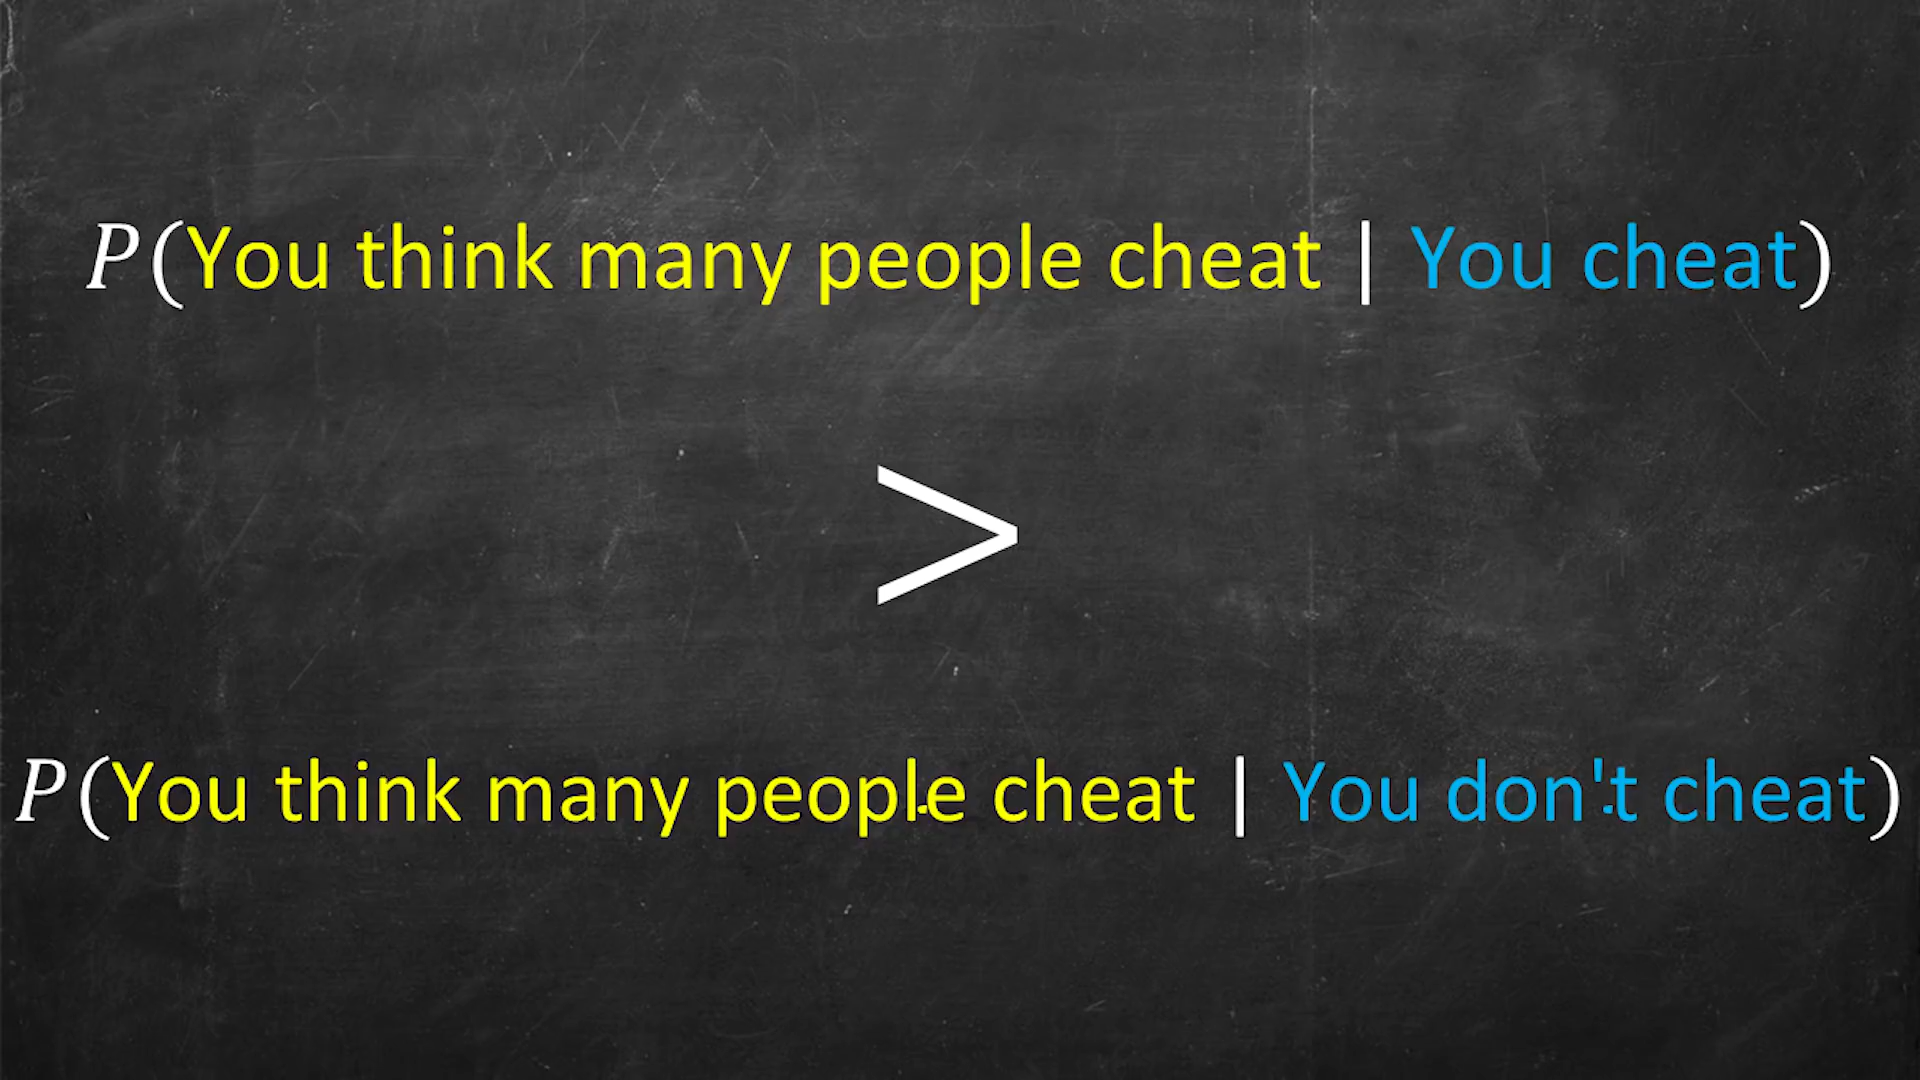 P(You think many people cheat | You cheat)
>
P(You think many people cheat | You don't cheat)